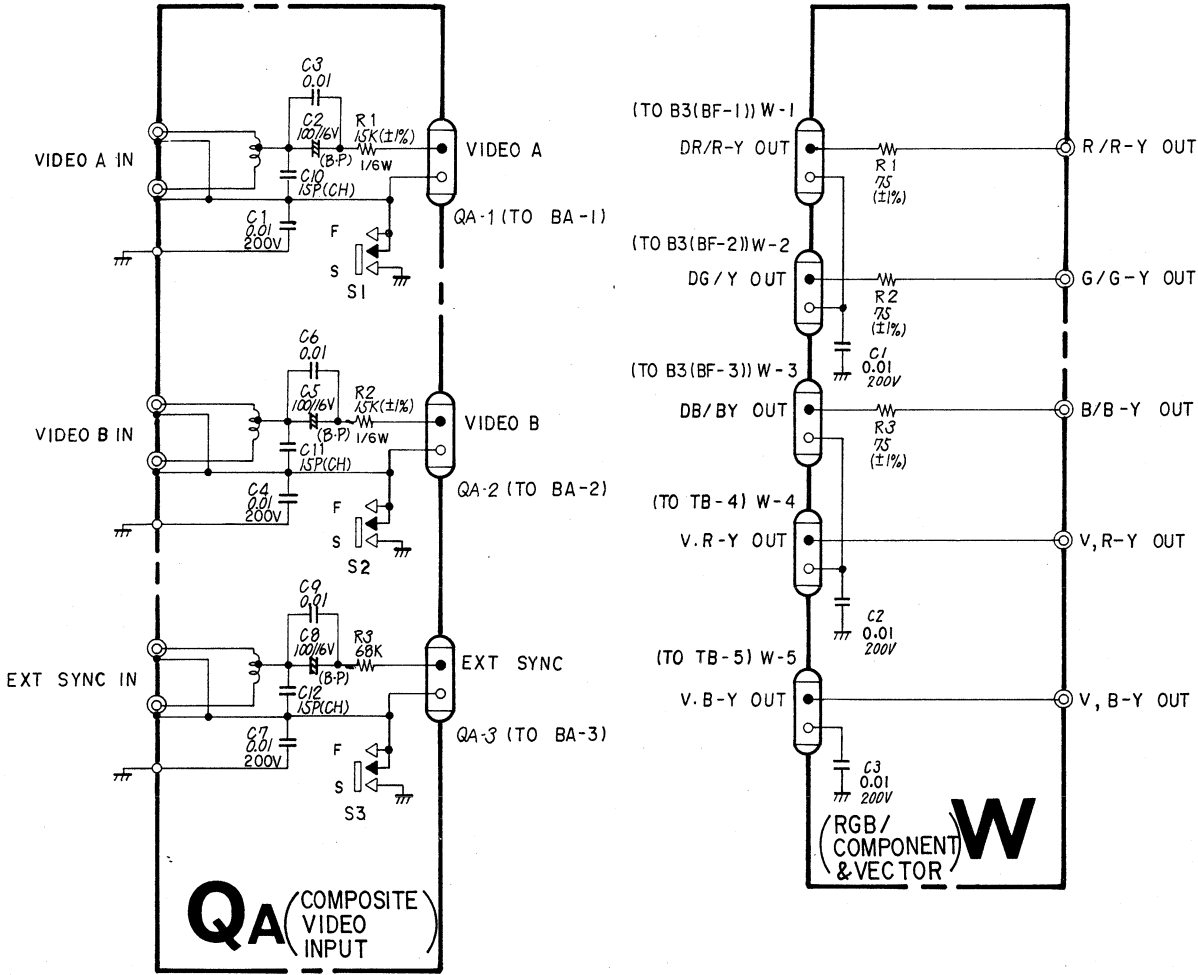 C3
0.01
C2
100/16V
(B·P)
R1
15K(±1%)
1/6W
VIDEO A IN
VIDEO A
C10
15P(CH)
C1
0.01
200V
QA-1 (TO BA-1)
F
S
S1
C6
0.01
C5
100/16V
(B·P)
R2
15K(±1%)
1/6W
VIDEO B IN
VIDEO B
C11
15P(CH)
C4
0.01
200V
QA-2 (TO BA-2)
F
S
S2
C9
0.01
C8
100/16V
(B·P)
R3
68K
EXT SYNC IN
EXT SYNC
C12
15P(CH)
C7
0.01
200V
QA-3 (TO BA-3)
F
S
S3
QA
(COMPOSITE
VIDEO
INPUT)
(TO B3(BF-1)) W-1
DR/R-Y OUT
R1
75
(±1%)
R/R-Y OUT
(TO B3(BF-2)) W-2
DG/Y OUT
R2
75
(±1%)
G/G-Y OUT
C1
0.01
200V
(TO B3(BF-3)) W-3
DB/BY OUT
R3
75
(±1%)
B/B-Y OUT
(TO TB-4) W-4
V.R-Y OUT
V,R-Y OUT
C2
0.01
200V
(TO TB-5) W-5
V.B-Y OUT
V, B-Y OUT
C3
0.01
200V
(RGB/
COMPONENT
&VECTOR)
W